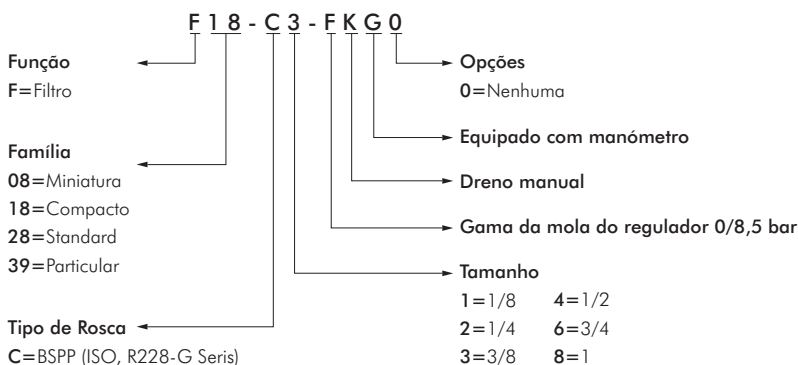 F18-C3-FKG0
Função
F=Filtro
Família
08=Miniatura
18=Compacto
28=Standard
39=Particular
Tipo de Rosca
C=BSPP (ISO, R228-G Seris)
Opções
0=Nenhuma
Equipado com manómetro
Dreno manual
Gama da mola do regulador 0/8,5 bar
Tamanho
1=1/8 4=1/2
2=1/4 6=3/4
3=3/8 8=1